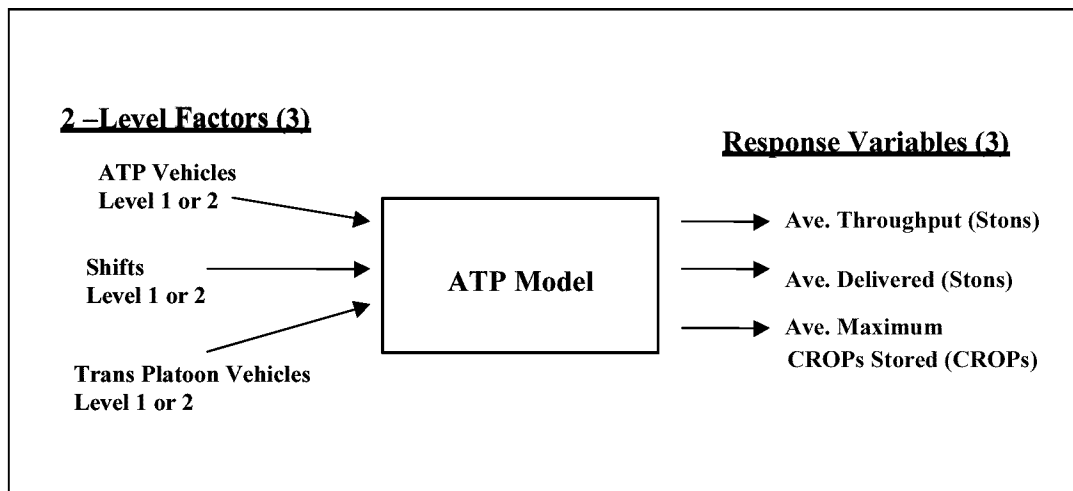 2 –Level Factors (3)
ATP Vehicles
Level 1 or 2
Shifts
Level 1 or 2
Trans Platoon Vehicles
Level 1 or 2
ATP Model
Response Variables (3)
Ave. Throughput (Stons)
Ave. Delivered (Stons)
Ave. Maximum
CROPs Stored (CROPs)